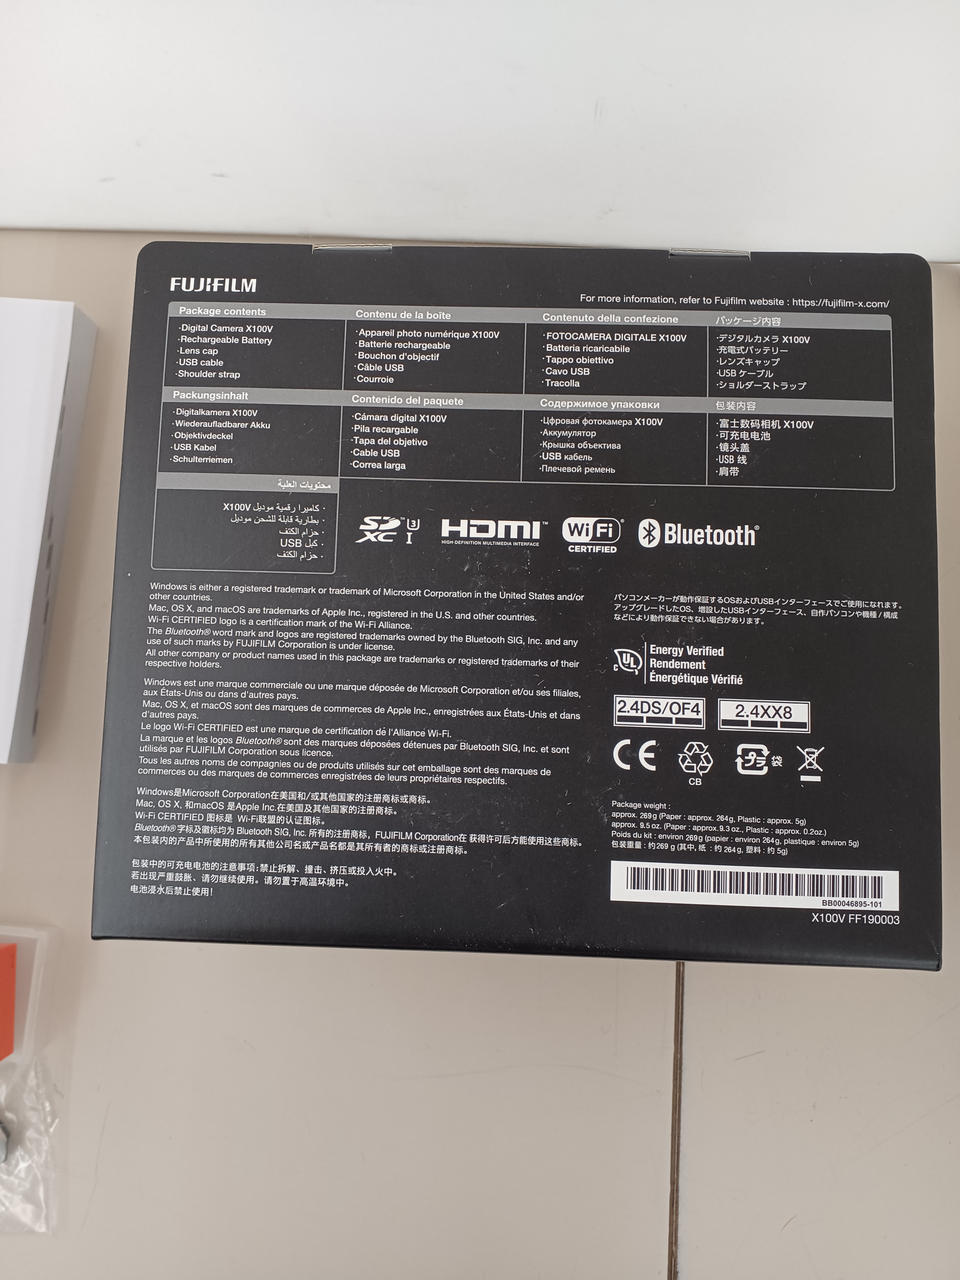 FUJIFILM
For more information, refer to Fujifilm website : https://fujifilm-x.com/
Package contents
·Digital Camera X100V
·Rechargeable Battery
·Lens cap
·USB cable
·Shoulder strap
Contenu de la boîte
·Appareil photo numérique X100V
·Batterie rechargeable
·Bouchon d'objectif
·Câble USB
·Courroie
Contenuto della confezione
·FOTOCAMERA DIGITALE X100V
·Batteria ricaricabile
·Tappo obiettivo
·Cavo USB
·Tracolla
パッケージ内容
·デジタルカメラ X100V
·充電式バッテリー
·レンズキャップ
·USB ケーブル
·ショルダーストラップ
Packungsinhalt
·Digitalkamera X100V
·Wiederaufladbarer Akku
·Objektivdeckel
·USB Kabel
·Schulterriemen
Contenido del paquete
·Cámara digital X100V
·Pila recargable
·Tapa del objetivo
·Cable USB
·Correa larga
Содержимое упаковки
·Цфровая фотокамера X100V
·Аккумулятор
·Крышка объектива
·USB кабель
·Плечевой ремень
包装内容
·富士数码相机 X100V
·可充电电池
·镜头盖
·USB 线
·肩带
محتويات العلبة
· كاميرا رقمية موديل X100V
· بطارية قابلة للشحن موديل
· حزام الكتف
· كبل USB
· حزام الكتف
SD XC I U3
HDMI™
HIGH-DEFINITION MULTIMEDIA INTERFACE
Wi Fi®
CERTIFIED
Bluetooth®
Windows is either a registered trademark or trademark of Microsoft Corporation in the United States and/or
other countries.
Mac, OS X, and macOS are trademarks of Apple Inc., registered in the U.S. and other countries.
Wi-Fi CERTIFIED logo is a certification mark of the Wi-Fi Alliance.
The Bluetooth® word mark and logos are registered trademarks owned by the Bluetooth SIG, Inc. and any
use of such marks by FUJIFILM Corporation is under license.
All other company or product names used in this package are trademarks or registered trademarks of their
respective holders.
Windows est une marque commerciale ou une marque déposée de Microsoft Corporation et/ou ses filiales,
aux États-Unis ou dans d'autres pays.
Mac, OS X, et macOS sont des marques de commerces de Apple Inc., enregistrées aux États-Unis et dans
d'autres pays.
Le logo Wi-Fi CERTIFIED est une marque de certification dé l'Alliance Wi-Fi.
La marque et les logos Bluetooth® sont des marques déposées détenues par Bluetooth SIG, Inc. et sont
utilisés par FUJIFILM Corporation sous licence.
Tous les autres noms de compagnies ou de produits utilisés sur cet emballage sont des marques de
commerces ou des marques de commerces enregistrées de leurs propriétaires respectifs.
Windows是Microsoft Corporation在美国和/或其他国家的注册商标或商标。
Mac, OS X, 和macOS 是Apple Inc.在美国及其他国家的注册商标。
Wi-Fi CERTIFIED 图标是 Wi-Fi联盟的认证图标。
Bluetooth®字标及徽标均为 Bluetooth SIG, Inc. 所有的注册商标，FUJIFILM Corporation在 获得许可后方能使用这些商标。
本包装内的产品中所使用的所有其他公司名或产品名都是其所有者的商标或注册商标。
包装中的可充电电池的注意事项:禁止拆解、撞击、挤压或投入火中。
若出现严重鼓胀、请勿继续使用。请勿置于高温环境中。
电池浸水后禁止使用！
パソコンメーカーが動作保証するOSおよびUSBインターフェースでご使用になれます。
アップグレードしたOS、増設したUSBインターフェース、自作パソコンや機種/構成
などにより動作保証できない場合があります。
C UL
Energy Verified
Rendement
Énergétique Vérifié
2.4DS/OF4
2.4XX8
CE
CB
プラ
袋
Package weight :
approx. 269 g (Paper : approx. 264g, Plastic : approx. 5g)
approx. 9.5 oz. (Paper : approx. 9.3 oz., Plastic : approx. 0.2oz.)
Poids du kit : environ 269 g (papier : environ 264g, plastique : environ 5g)
包装重量 : 约269 g (其中, 纸 : 约 264g, 塑料 : 约 5g)
BB00046895-101
X100V FF190003